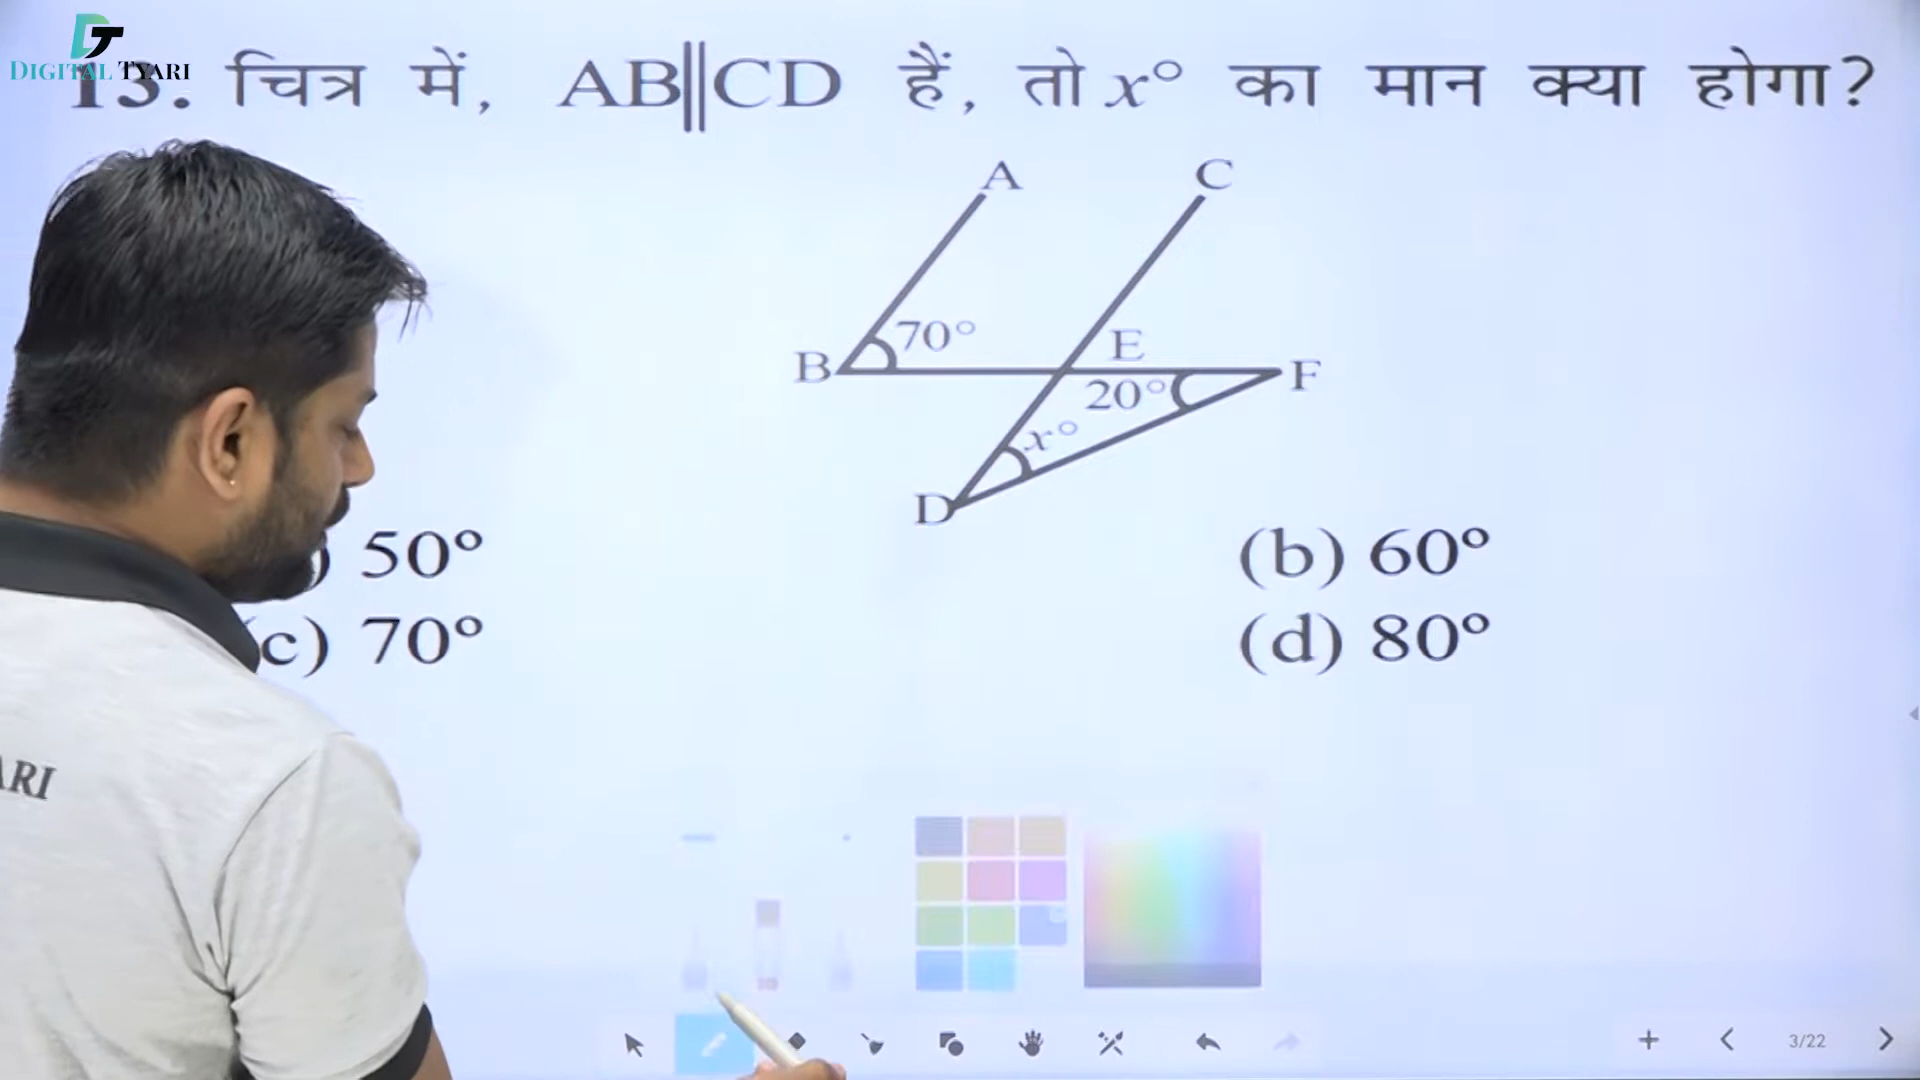 DIGITAL TYARI
13. चित्र में, AB||CD हैं, तो x° का मान क्या होगा?
A
C
70°
E
B
F
20°
x°
D
) 50° (b) 60°
(c) 70° (d) 80°
ARI
3/22